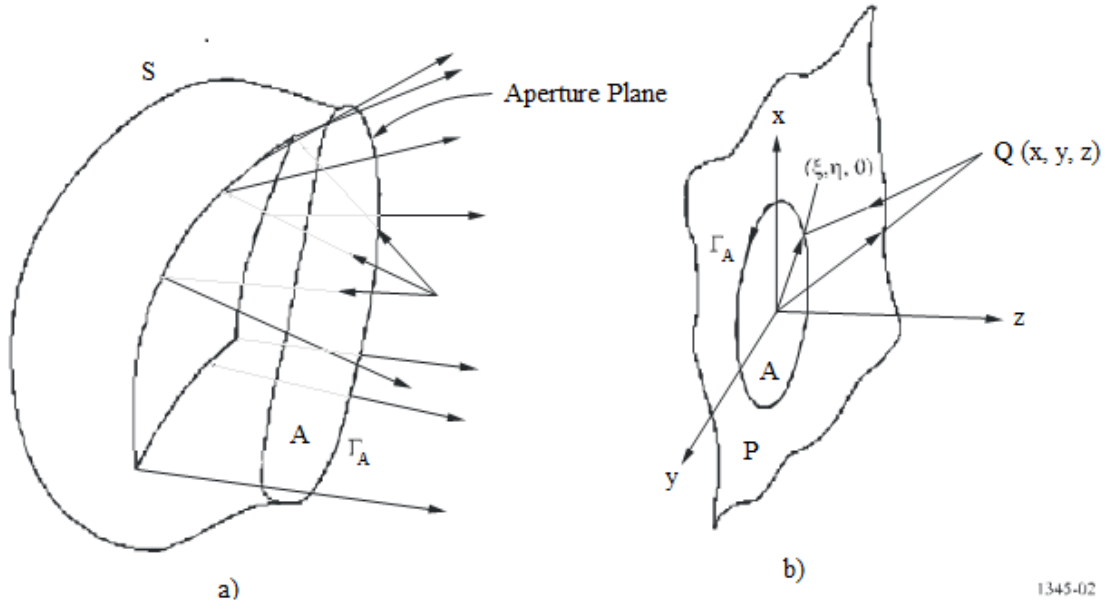 S
Aperture Plane
A
Γ_A
a)
x
Q (x, y, z)
(ξ,η, 0)
Γ_A
z
A
P
y
b)
1345-02